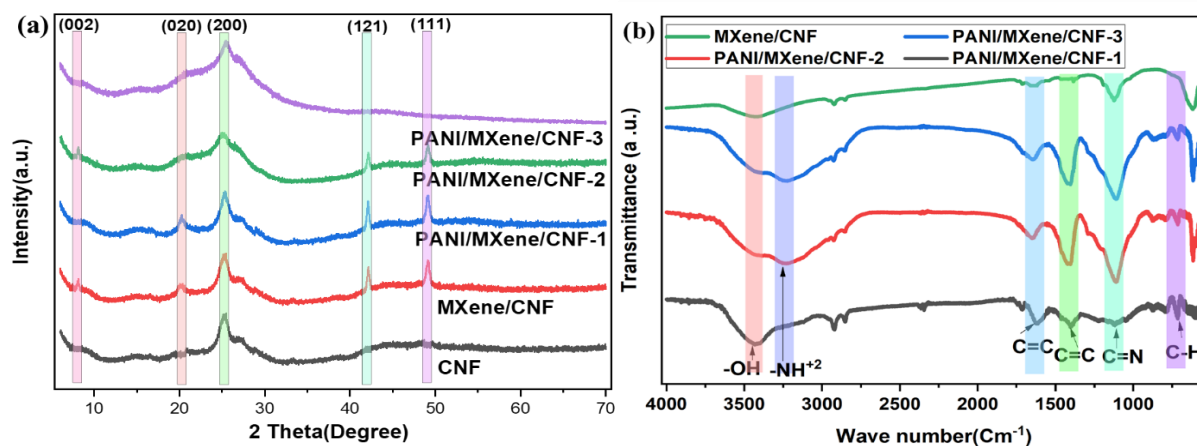 (a)
(002)
(020) (200)
(121)
(111)
PANI/MXene/CNF-3
PANI/MXene/CNF-2
PANI/MXene/CNF-1
MXene/CNF
CNF
Intensity(a.u.)
10 20 30 40 50 60 70
2 Theta(Degree)
(b)
MXene/CNF PANI/MXene/CNF-3
PANI/MXene/CNF-2 PANI/MXene/CNF-1
Transmittance (a .u.)
-OH -NH⁺² C=C C=C C=N C-H
4000 3500 3000 2500 2000 1500 1000
Wave number(Cm⁻¹)